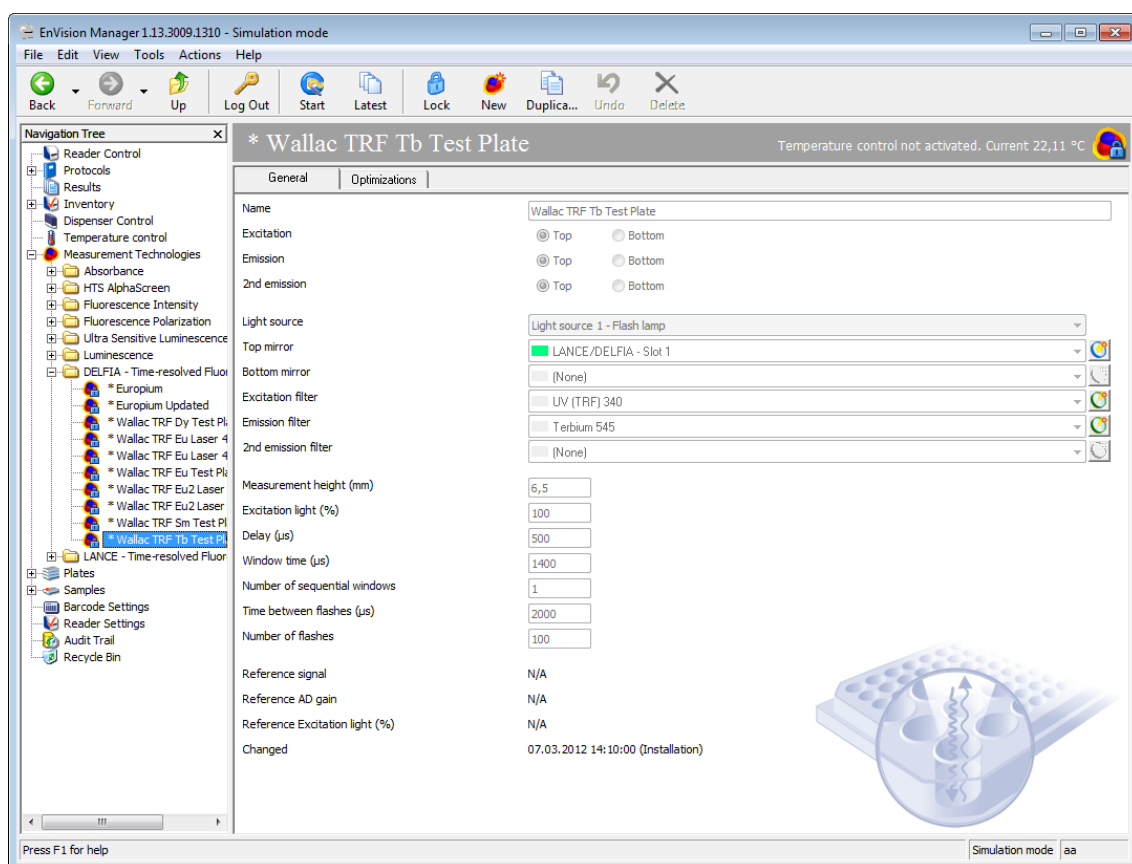 EnVision Manager 1.13.3009.1310 - Simulation mode
File Edit View Tools Actions Help
Back Forward Up Log Out Start Latest Lock New Duplica... Undo Delete
Navigation Tree
Reader Control
Protocols
Results
Inventory
Dispenser Control
Temperature control
Measurement Technologies
Absorbance
HTS AlphaScreen
Fluorescence Intensity
Fluorescence Polarization
Ultra Sensitive Luminescence
Luminescence
DELFIA - Time-resolved Fluor
* Europium
* Europium Updated
* Wallac TRF Dy Test Pl
* Wallac TRF Eu Laser 4
* Wallac TRF Eu Laser 4
* Wallac TRF Eu Test Pla
* Wallac TRF Eu2 Laser
* Wallac TRF Eu2 Laser
* Wallac TRF Sm Test Pl
* Wallac TRF Tb Test Pl
LANCE - Time-resolved Fluor
Plates
Samples
Barcode Settings
Reader Settings
Audit Trail
Recycle Bin
* Wallac TRF Tb Test Plate
Temperature control not activated. Current 22,11 °C
General Optimizations
Name Wallac TRF Tb Test Plate
Excitation Top Bottom
Emission Top Bottom
2nd emission Top Bottom
Light source Light source 1 - Flash lamp
Top mirror LANCE/DELFIA - Slot 1
Bottom mirror (None)
Excitation filter UV (TRF) 340
Emission filter Terbium 545
2nd emission filter (None)
Measurement height (mm) 6,5
Excitation light (%) 100
Delay (µs) 500
Window time (µs) 1400
Number of sequential windows 1
Time between flashes (µs) 2000
Number of flashes 100
Reference signal N/A
Reference AD gain N/A
Reference Excitation light (%) N/A
Changed 07.03.2012 14:10:00 (Installation)
Press F1 for help
Simulation mode aa